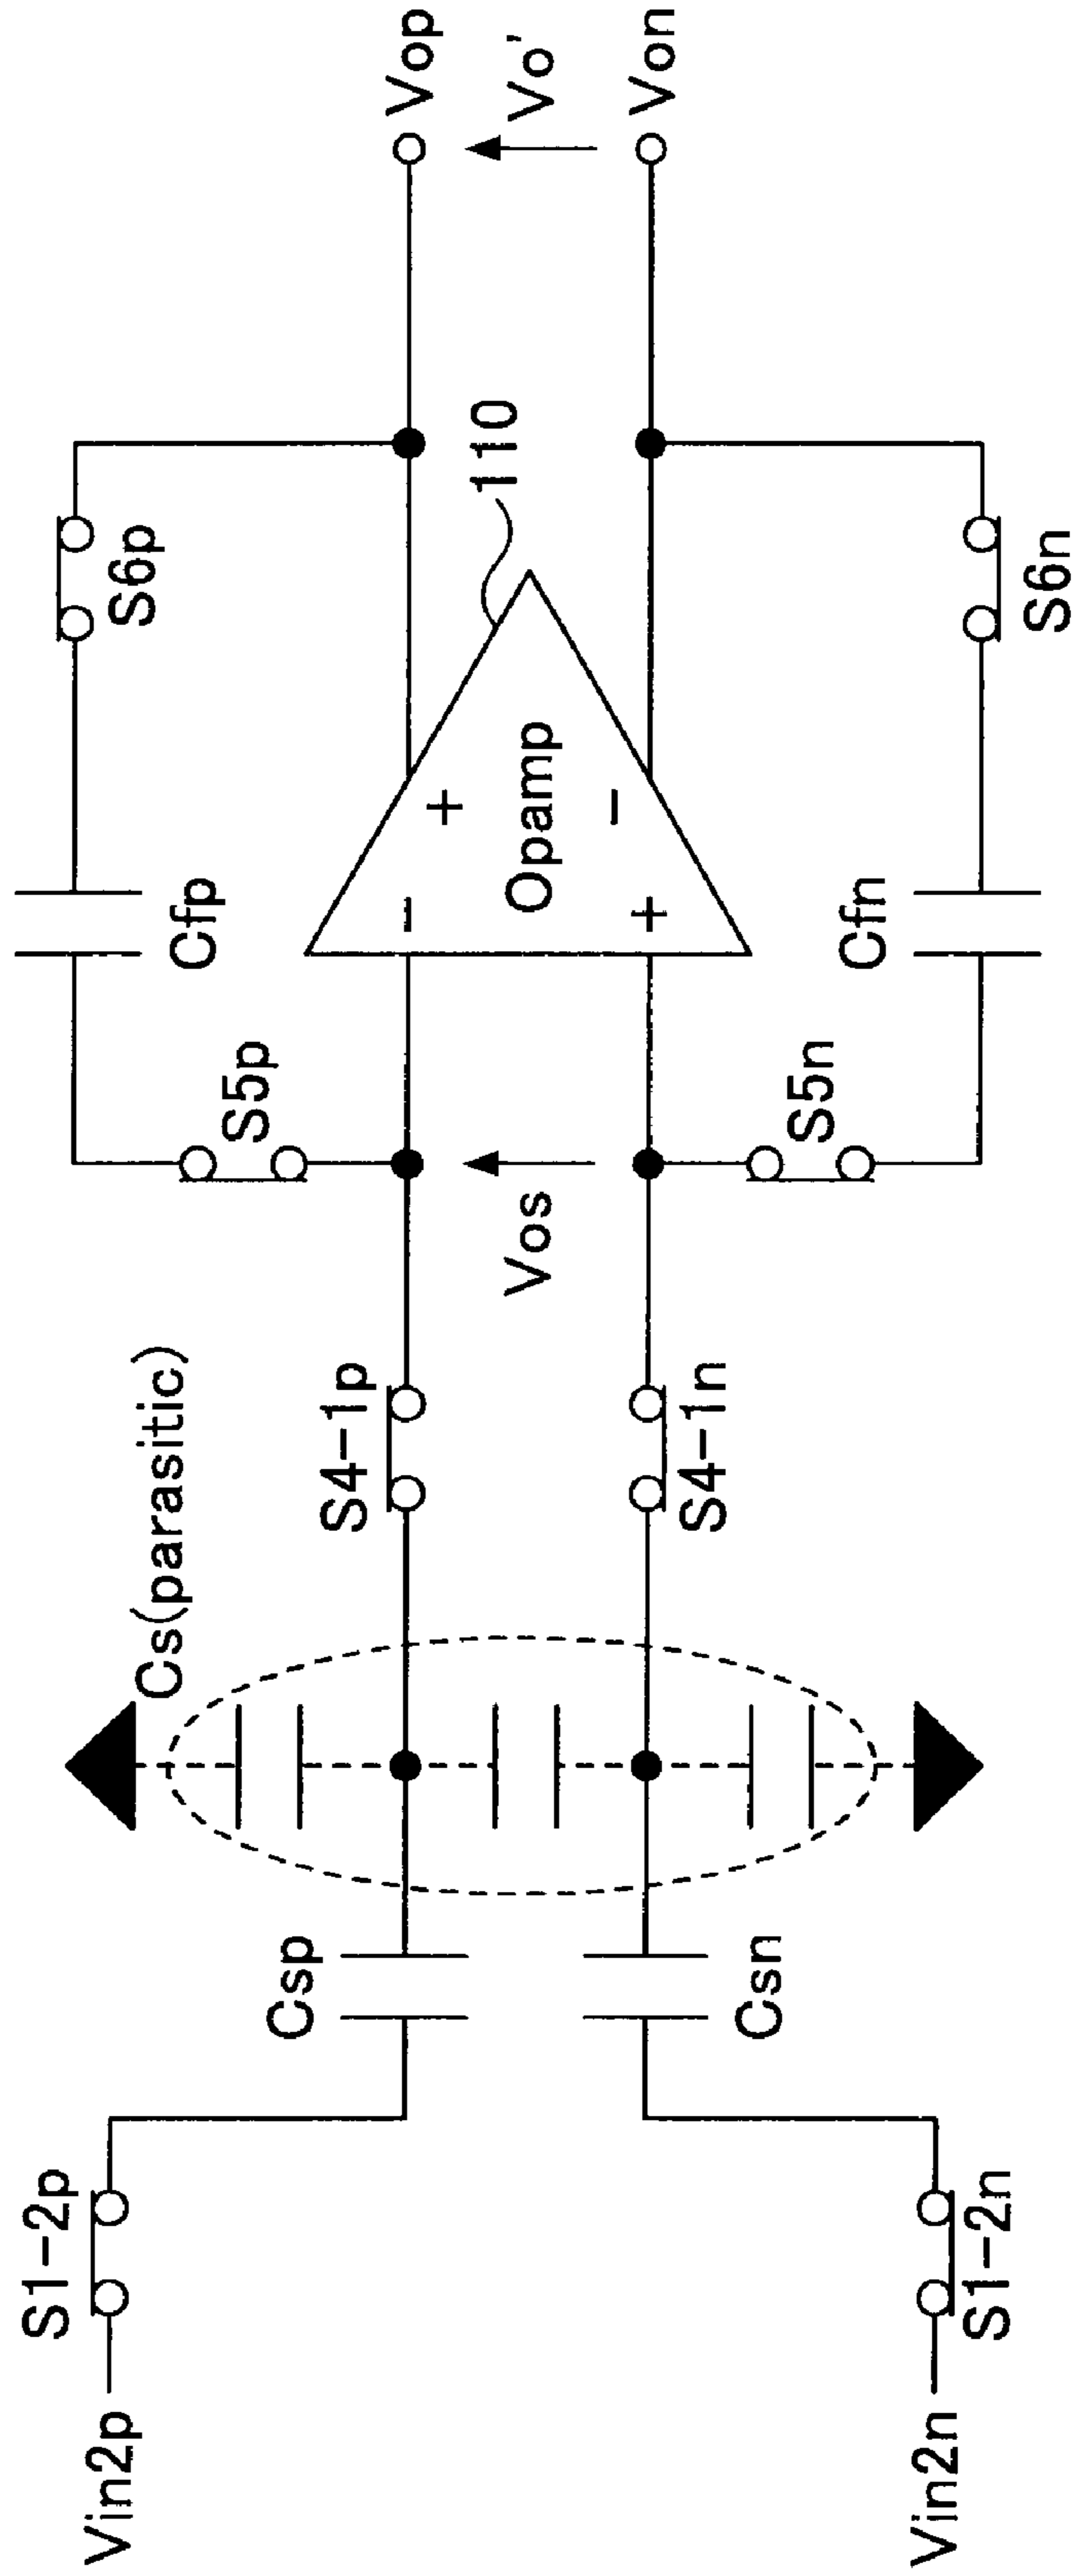 Vin2p
S1-2p
Csp
Cs(parasitic)
S4-1p
S5p
Cfp
S6p
Vos
Opamp
-
+
+
-
110
Vop
Vo'
Von
Vin2n
S1-2n
Csn
S4-1n
S5n
Cfn
S6n